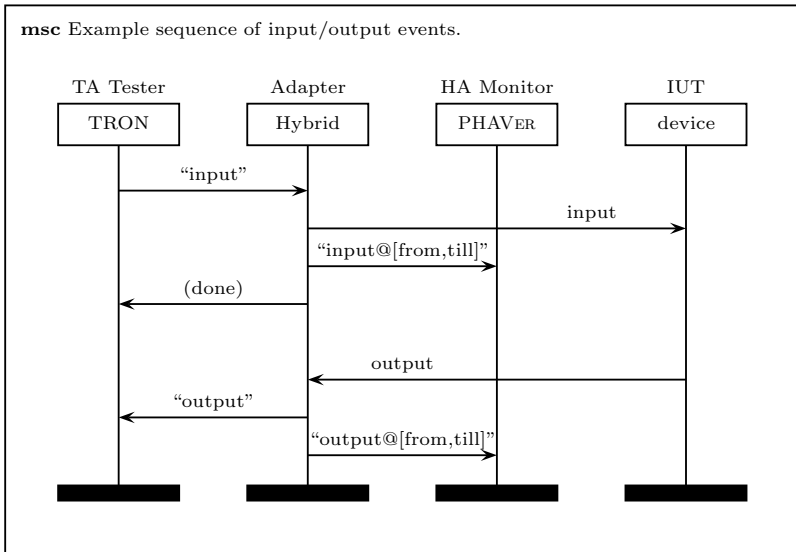 msc Example sequence of input/output events.
TA Tester Adapter HA Monitor IUT
TRON Hybrid PHAVER device
“input”
input
“input@[from,till]”
(done)
output
“output”
“output@[from,till]”